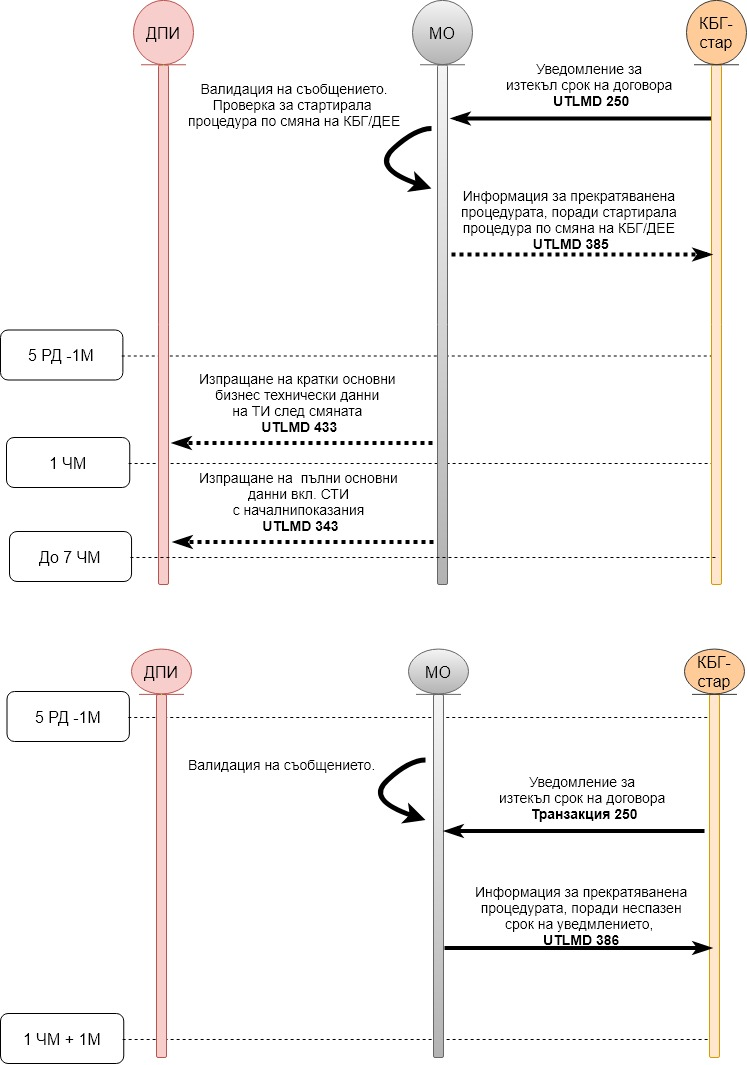 ДПИ
МО
КБГ-
стар
Уведомление за
изтекъл срок на договора
UTLMD 250
Валидация на съобщението.
Проверка за стартирала
процедура по смяна на КБГ/ДЕЕ
Информация за прекратяванена
процедурата, поради стартирала
процедура по смяна на КБГ/ДЕЕ
UTLMD 385
5 РД -1М
Изпращане на кратки основни
бизнес технически данни
на ТИ след смяната
UTLMD 433
1 ЧМ
Изпращане на пълни основни
данни вкл. СТИ
с началнипоказания
UTLMD 343
До 7 ЧМ
ДПИ
МО
КБГ-
стар
5 РД -1М
Валидация на съобщението.
Уведомление за
изтекъл срок на договора
Транзакция 250
Информация за прекратяванена
процедурата, поради неспазен
срок на уведмлението,
UTLMD 386
1 ЧМ + 1М